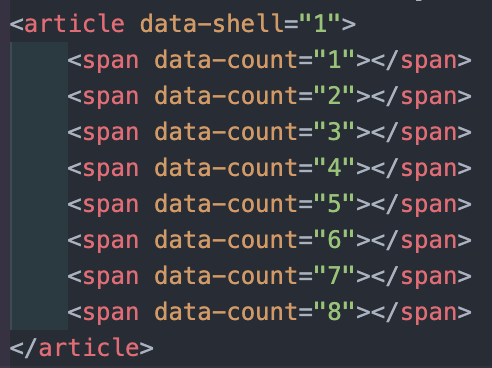 <article data-shell="1">
<span data-count="1"></span>
<span data-count="2"></span>
<span data-count="3"></span>
<span data-count="4"></span>
<span data-count="5"></span>
<span data-count="6"></span>
<span data-count="7"></span>
<span data-count="8"></span>
</article>